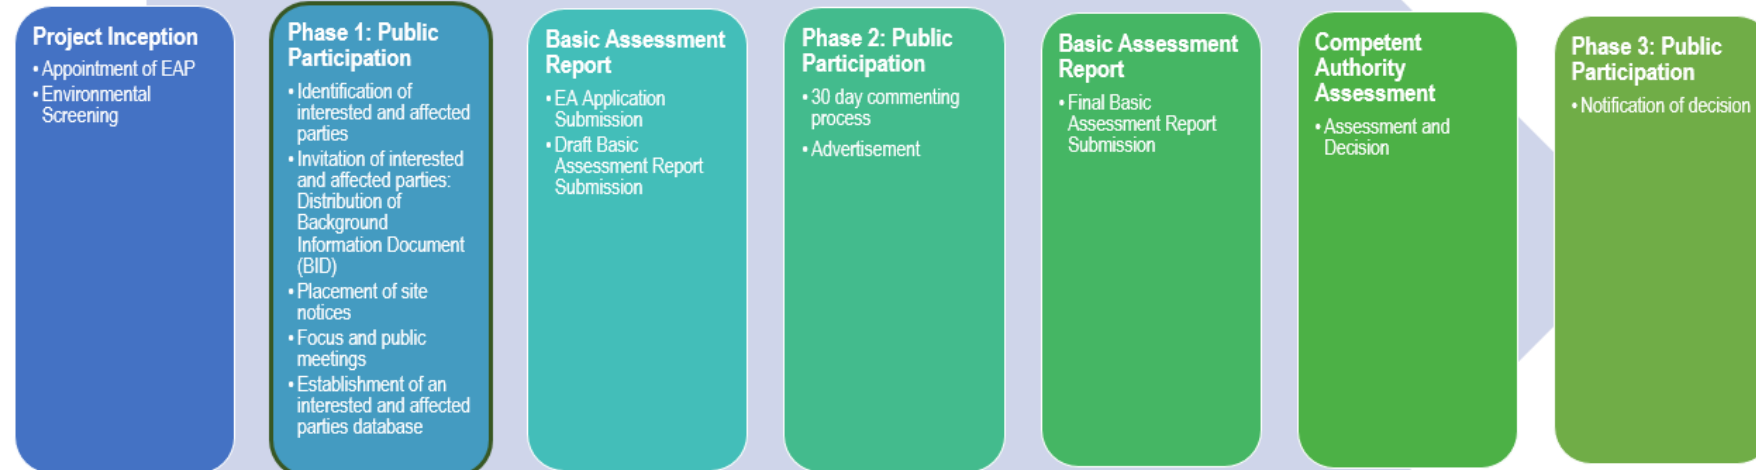 Project Inception
• Appointment of EAP
• Environmental
Screening
Phase 1: Public
Participation
• Identification of
interested and affected
parties
• Invitation of interested
and affected parties:
Distribution of
Background
Information Document
(BID)
• Placement of site
notices
• Focus and public
meetings
• Establishment of an
interested and affected
parties database
Basic Assessment
Report
• EA Application
Submission
• Draft Basic
Assessment Report
Submission
Phase 2: Public
Participation
• 30 day commenting
process
• Advertisement
Basic Assessment
Report
• Final Basic
Assessment Report
Submission
Competent
Authority
Assessment
• Assessment and
Decision
Phase 3: Public
Participation
• Notification of decision